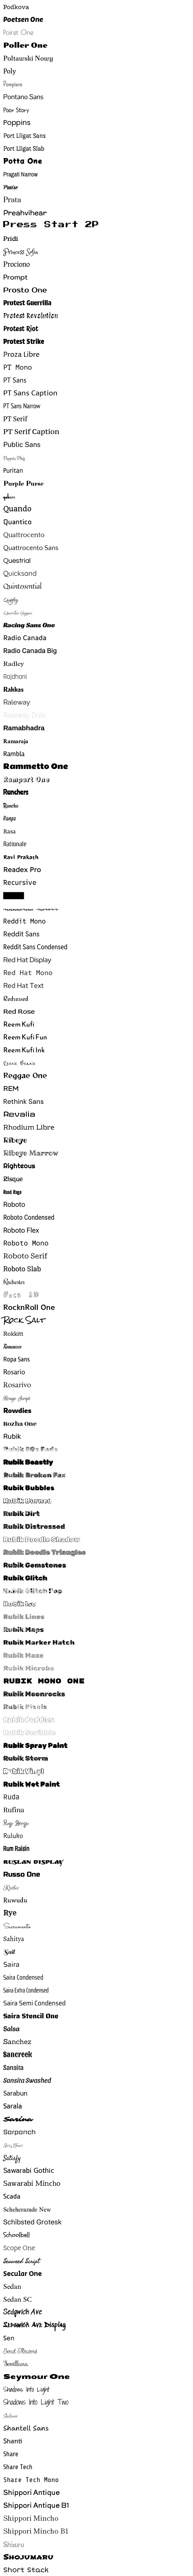 Podkova
Poetsen One
Poiret One
Poller One
Poltawski Nowy
Poly
Pompiere
Pontano Sans
Poor Story
Poppins
Port Lligat Sans
Port Lligat Slab
Potta One
Pragati Narrow
Praise
Prata
Preahvihear
Press Start 2P
Pridi
Princess Sofia
Prociono
Prompt
Prosto One
Protest Guerrilla
Protest Revolution
Protest Riot
Protest Strike
Proza Libre
PT Mono
PT Sans
PT Sans Caption
PT Sans Narrow
PT Serif
PT Serif Caption
Public Sans
Puppies Play
Puritan
Purple Purse
Quando
Quantico
Quattrocento
Quattrocento Sans
Questrial
Quicksand
Quintessential
Qwigley
Racing Sans One
Radio Canada
Radio Canada Big
Radley
Rajdhani
Rakkas
Raleway
Ramabhadra
Ramaraja
Rambla
Rammetto One
Rampart One
Ranchers
Rancho
Ranga
Rasa
Rationale
Ravi Prakash
Readex Pro
Recursive
Reddit Mono
Reddit Sans
Reddit Sans Condensed
Red Hat Display
Red Hat Mono
Red Hat Text
Redressed
Red Rose
Reem Kufi
Reem Kufi Fun
Reem Kufi Ink
Reenie Beanie
Reggae One
REM
Rethink Sans
Revalia
Rhodium Libre
Ribeye
Ribeye Marrow
Righteous
Risque
Road Rage
Roboto
Roboto Condensed
Roboto Flex
Roboto Mono
Roboto Serif
Roboto Slab
Rochester
Rock 3D
RocknRoll One
Rock Salt
Rokkitt
Romanesco
Ropa Sans
Rosario
Rosarivo
Rouge Script
Rowdies
Rozha One
Rubik
Rubik 80s Fade
Rubik Beastly
Rubik Broken Fax
Rubik Bubbles
Rubik Burned
Rubik Dirt
Rubik Distressed
Rubik Doodle Shadow
Rubik Doodle Triangles
Rubik Gemstones
Rubik Glitch
Rubik Glitch Pop
Rubik Iso
Rubik Lines
Rubik Maps
Rubik Marker Hatch
Rubik Maze
Rubik Microbe
Rubik Mono One
Rubik Moonrocks
Rubik Pixels
Rubik Puddles
Rubik Scribble
Rubik Spray Paint
Rubik Storm
Rubik Vinyl
Rubik Wet Paint
Ruda
Rufina
Ruge Boogie
Ruluko
Rum Raisin
Ruslan Display
Russo One
Ruthie
Ruwudu
Rye
Sacramento
Sahitya
Sail
Saira
Saira Condensed
Saira Extra Condensed
Saira Semi Condensed
Saira Stencil One
Salsa
Sanchez
Sancreek
Sansita
Sansita Swashed
Sarabun
Sarala
Sarina
Sarpanch
Satisfy
Sawarabi Gothic
Sawarabi Mincho
Scada
Scheherazade New
Schibsted Grotesk
Schoolbell
Scope One
Seaweed Script
Secular One
Sedan
Sedan SC
Sedgwick Ave
Sedgwick Ave Display
Sen
Send Flowers
Sevillana
Seymour One
Shadows Into Light
Shadows Into Light Two
Shalimar
Shantell Sans
Shanti
Share
Share Tech
Share Tech Mono
Shippori Antique
Shippori Antique B1
Shippori Mincho
Shippori Mincho B1
Shizuru
Shojumaru
Short Stack